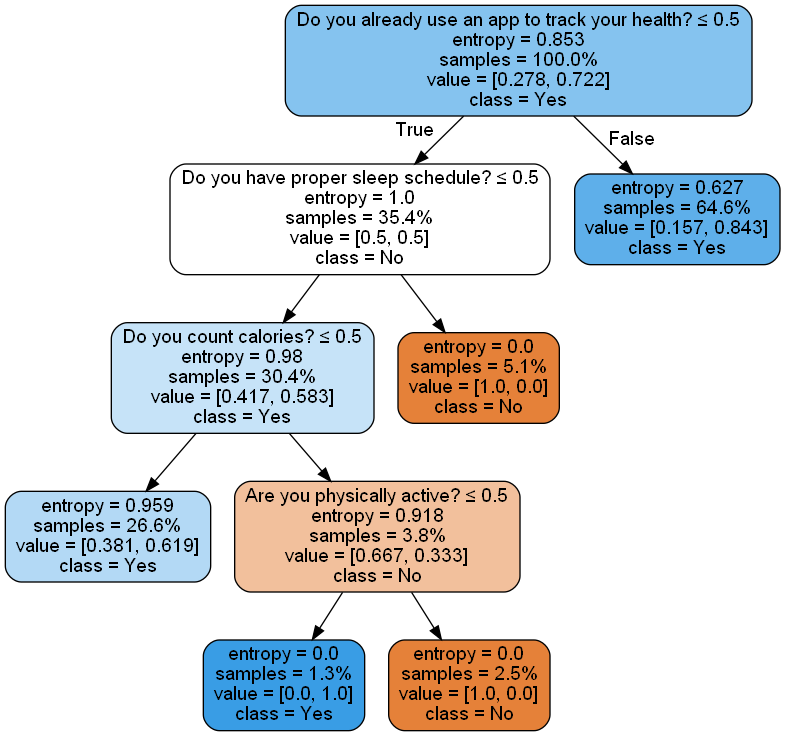 Do you already use an app to track your health? ≤ 0.5
entropy = 0.853
samples = 100.0%
value = [0.278, 0.722]
class = Yes
True
False
Do you have proper sleep schedule? ≤ 0.5
entropy = 1.0
samples = 35.4%
value = [0.5, 0.5]
class = No
entropy = 0.627
samples = 64.6%
value = [0.157, 0.843]
class = Yes
Do you count calories? ≤ 0.5
entropy = 0.98
samples = 30.4%
value = [0.417, 0.583]
class = Yes
entropy = 0.0
samples = 5.1%
value = [1.0, 0.0]
class = No
entropy = 0.959
samples = 26.6%
value = [0.381, 0.619]
class = Yes
Are you physically active? ≤ 0.5
entropy = 0.918
samples = 3.8%
value = [0.667, 0.333]
class = No
entropy = 0.0
samples = 1.3%
value = [0.0, 1.0]
class = Yes
entropy = 0.0
samples = 2.5%
value = [1.0, 0.0]
class = No